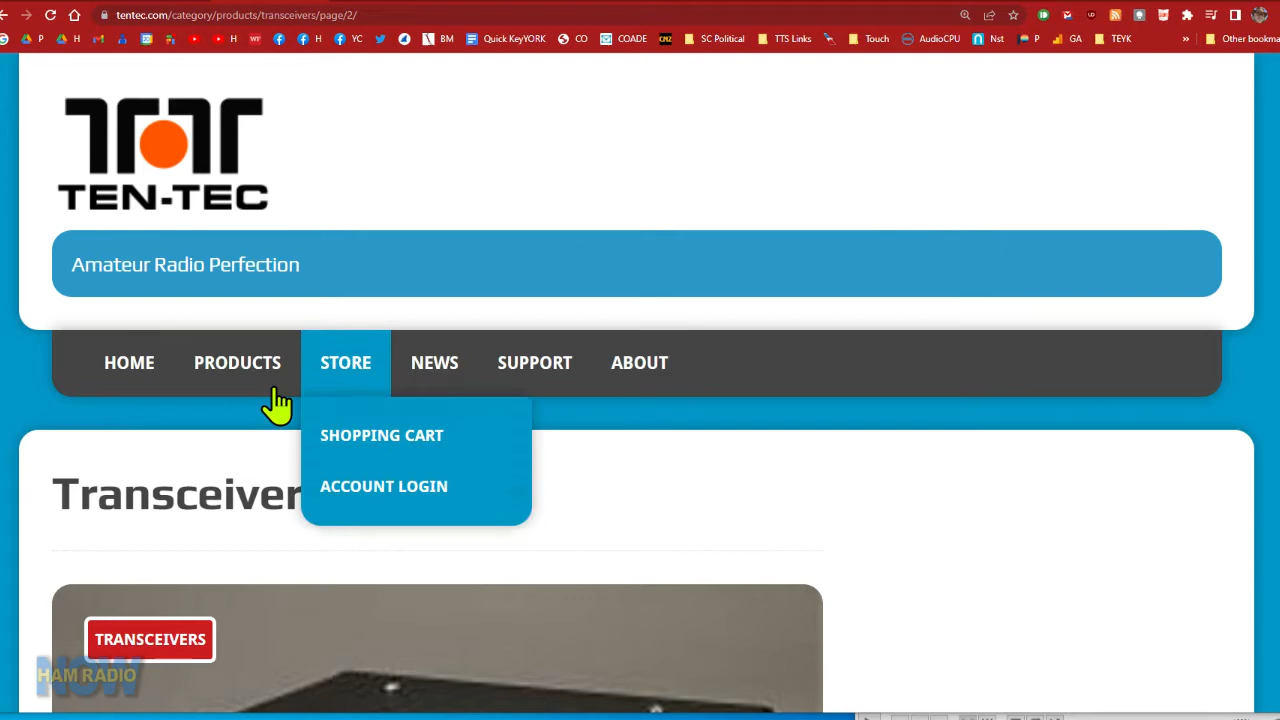 tentec.com/category/products/transceivers/page/2/
P H H YC BM Quick KeyYORK CO COADE SC Political TTS Links Touch AudioCPU Nst P GA TEYK » Other bookma
TEN-TEC
Amateur Radio Perfection
HOME PRODUCTS STORE NEWS SUPPORT ABOUT
SHOPPING CART
ACCOUNT LOGIN
Transceiver
TRANSCEIVERS
NOW
HAM RADIO